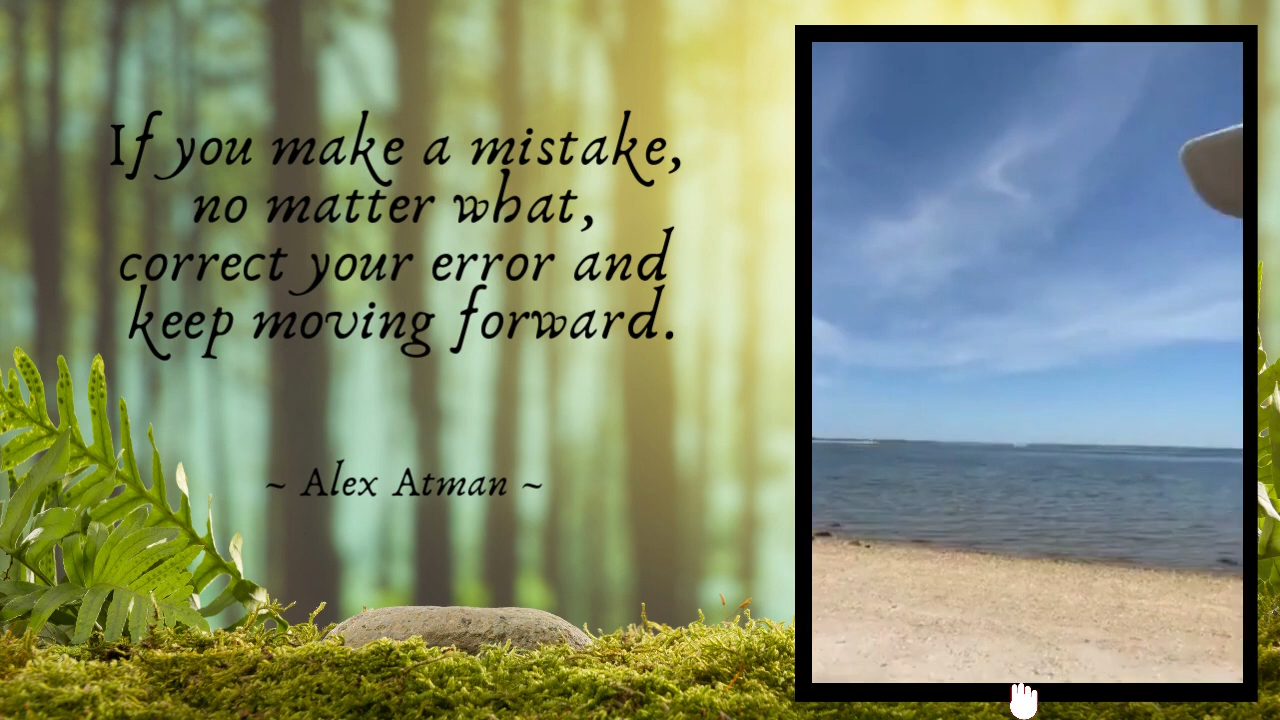 If you make a mistake,
no matter what,
correct your error and
keep moving forward.
~ Alex Atman ~